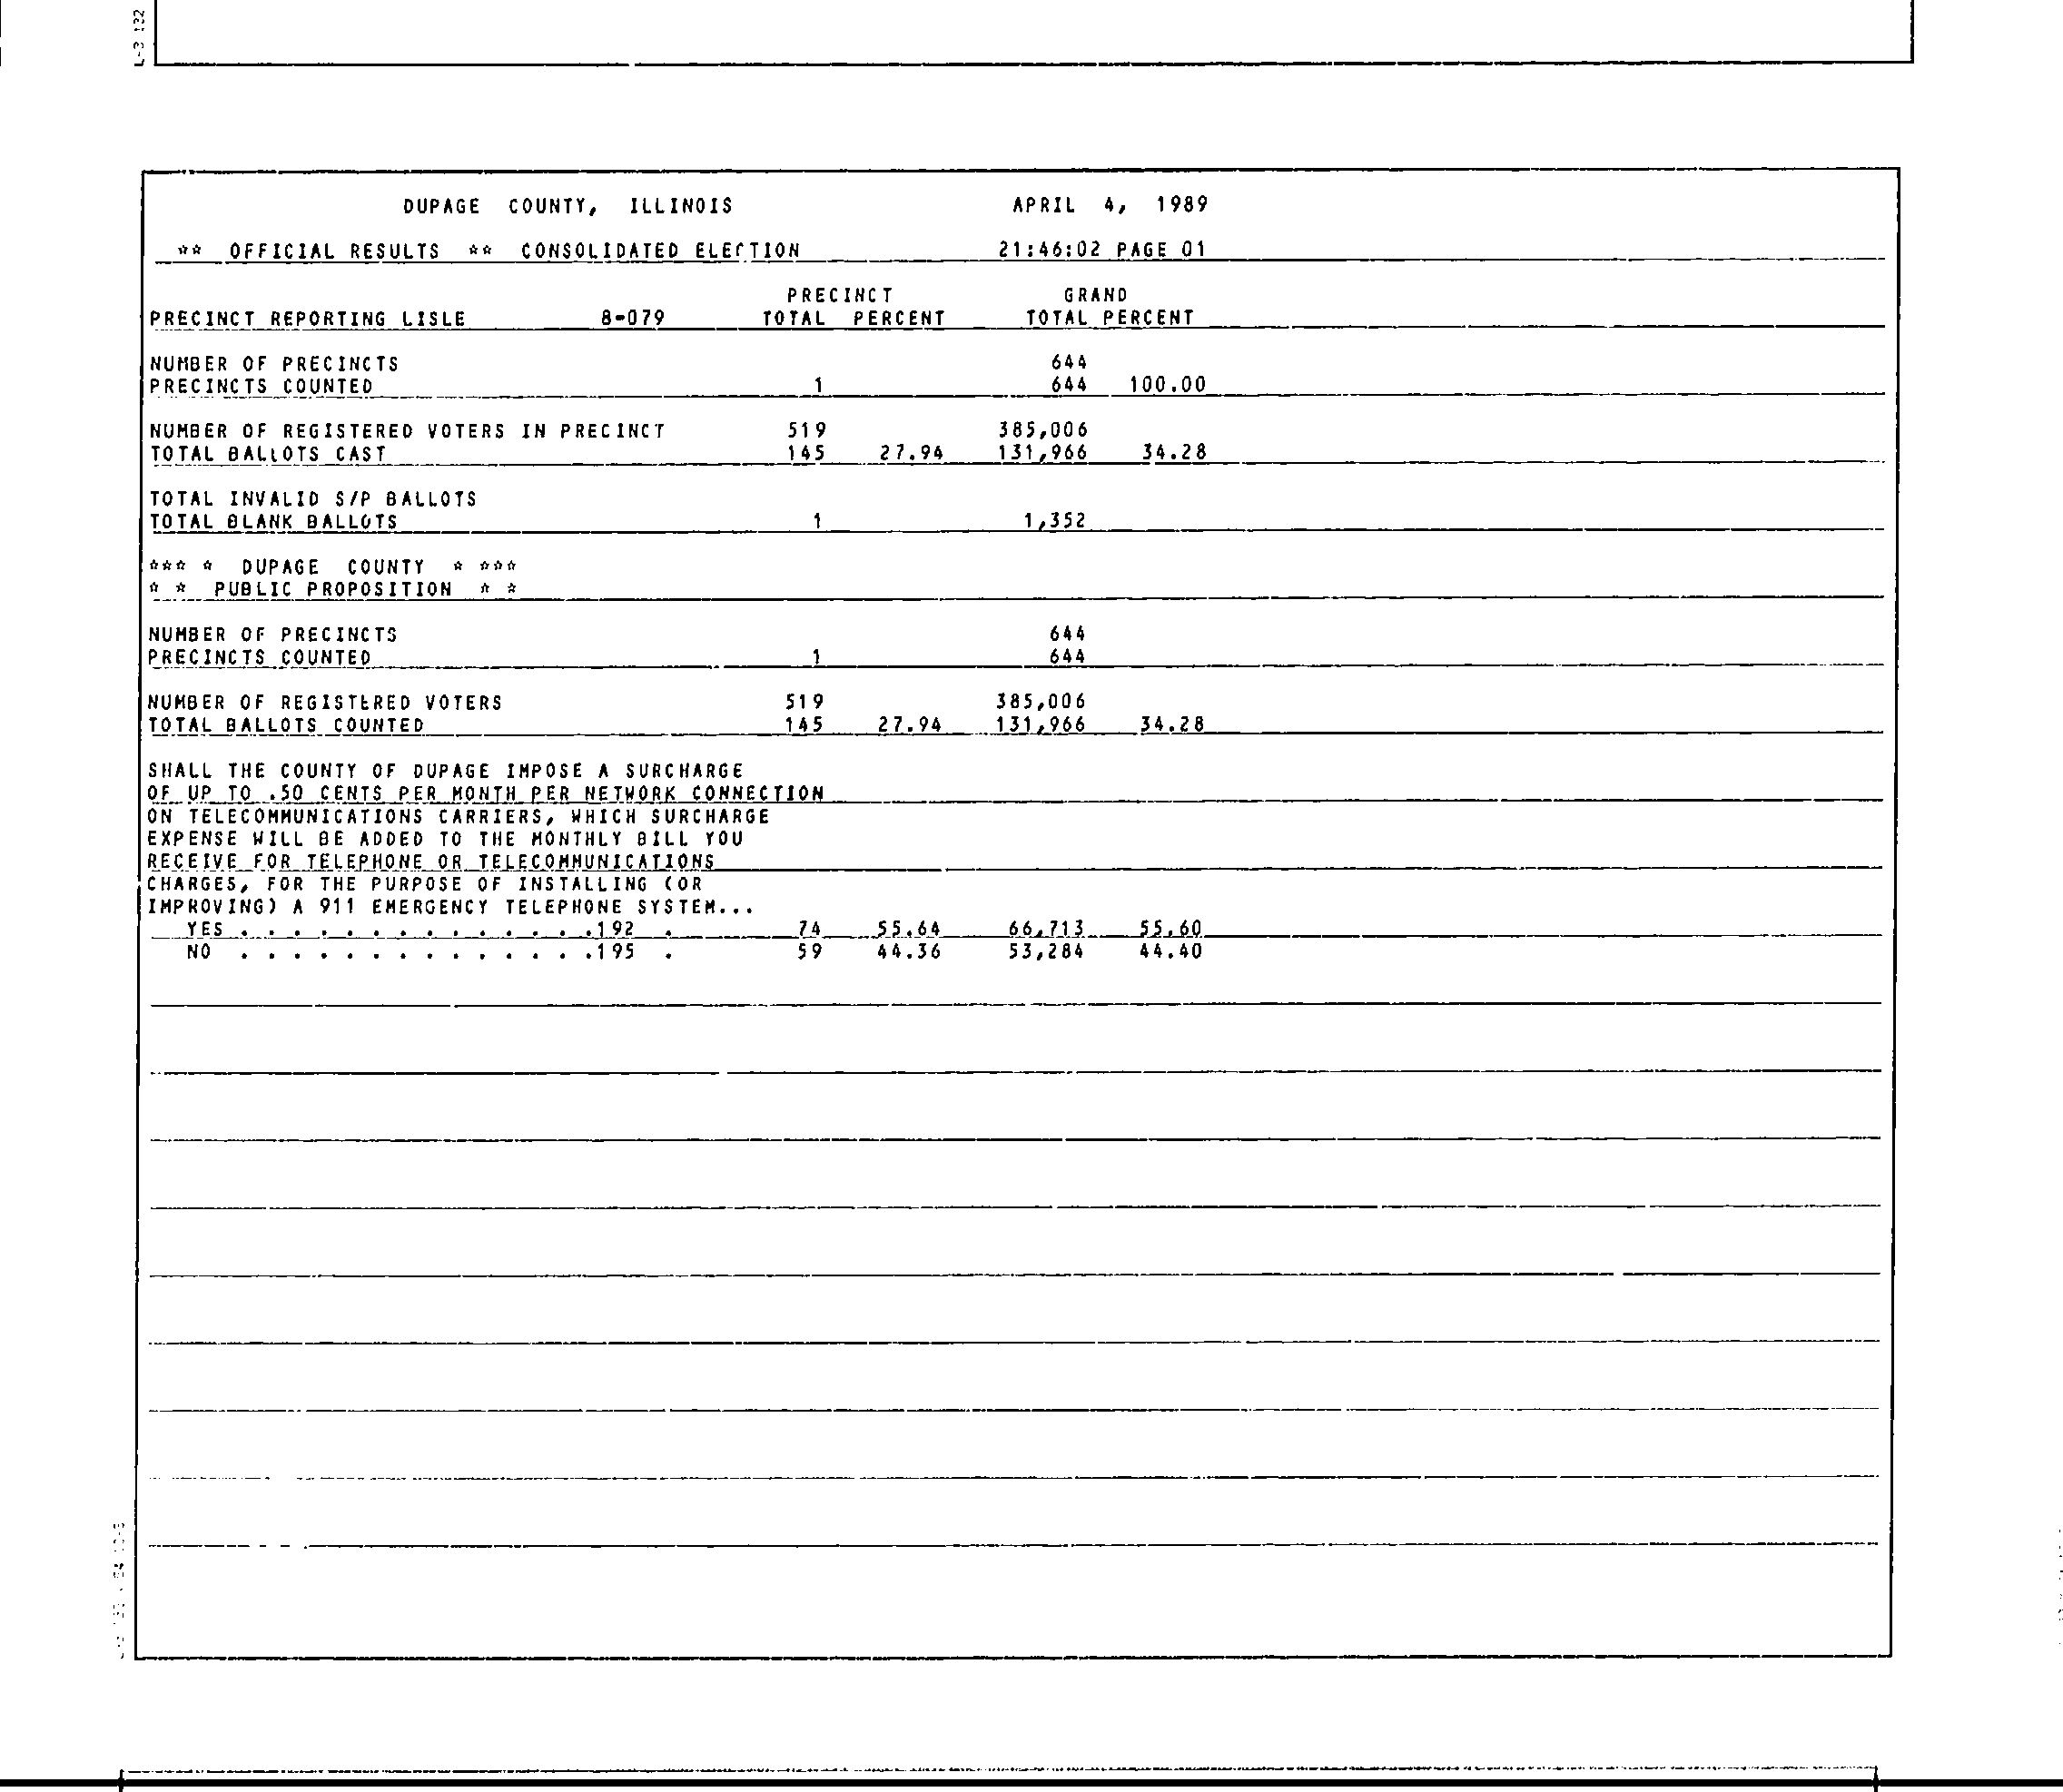 L-3 132
DUPAGE COUNTY, ILLINOIS APRIL 4, 1989
** OFFICIAL RESULTS ** CONSOLIDATED ELECTION 21:46:02 PAGE 01
PRECINCT GRAND
PRECINCT REPORTING LISLE 8-079 TOTAL PERCENT TOTAL PERCENT
NUMBER OF PRECINCTS 644
PRECINCTS COUNTED 1 644 100.00
NUMBER OF REGISTERED VOTERS IN PRECINCT 519 385,006
TOTAL BALLOTS CAST 145 27.94 131,966 34.28
TOTAL INVALID S/P BALLOTS
TOTAL BLANK BALLOTS 1 1,352
*** * DUPAGE COUNTY * ***
* * PUBLIC PROPOSITION * *
NUMBER OF PRECINCTS 644
PRECINCTS COUNTED 1 644
NUMBER OF REGISTERED VOTERS 519 385,006
TOTAL BALLOTS COUNTED 145 27.94 131,966 34.28
SHALL THE COUNTY OF DUPAGE IMPOSE A SURCHARGE
OF UP TO .50 CENTS PER MONTH PER NETWORK CONNECTION
ON TELECOMMUNICATIONS CARRIERS, WHICH SURCHARGE
EXPENSE WILL BE ADDED TO THE MONTHLY BILL YOU
RECEIVE FOR TELEPHONE OR TELECOMMUNICATIONS
CHARGES, FOR THE PURPOSE OF INSTALLING (OR
IMPROVING) A 911 EMERGENCY TELEPHONE SYSTEM...
YES . . . . . . . . . . . . . .192 . 74 55.64 66,713 55.60
NO . . . . . . . . . . . . . .195 . 59 44.36 53,284 44.40